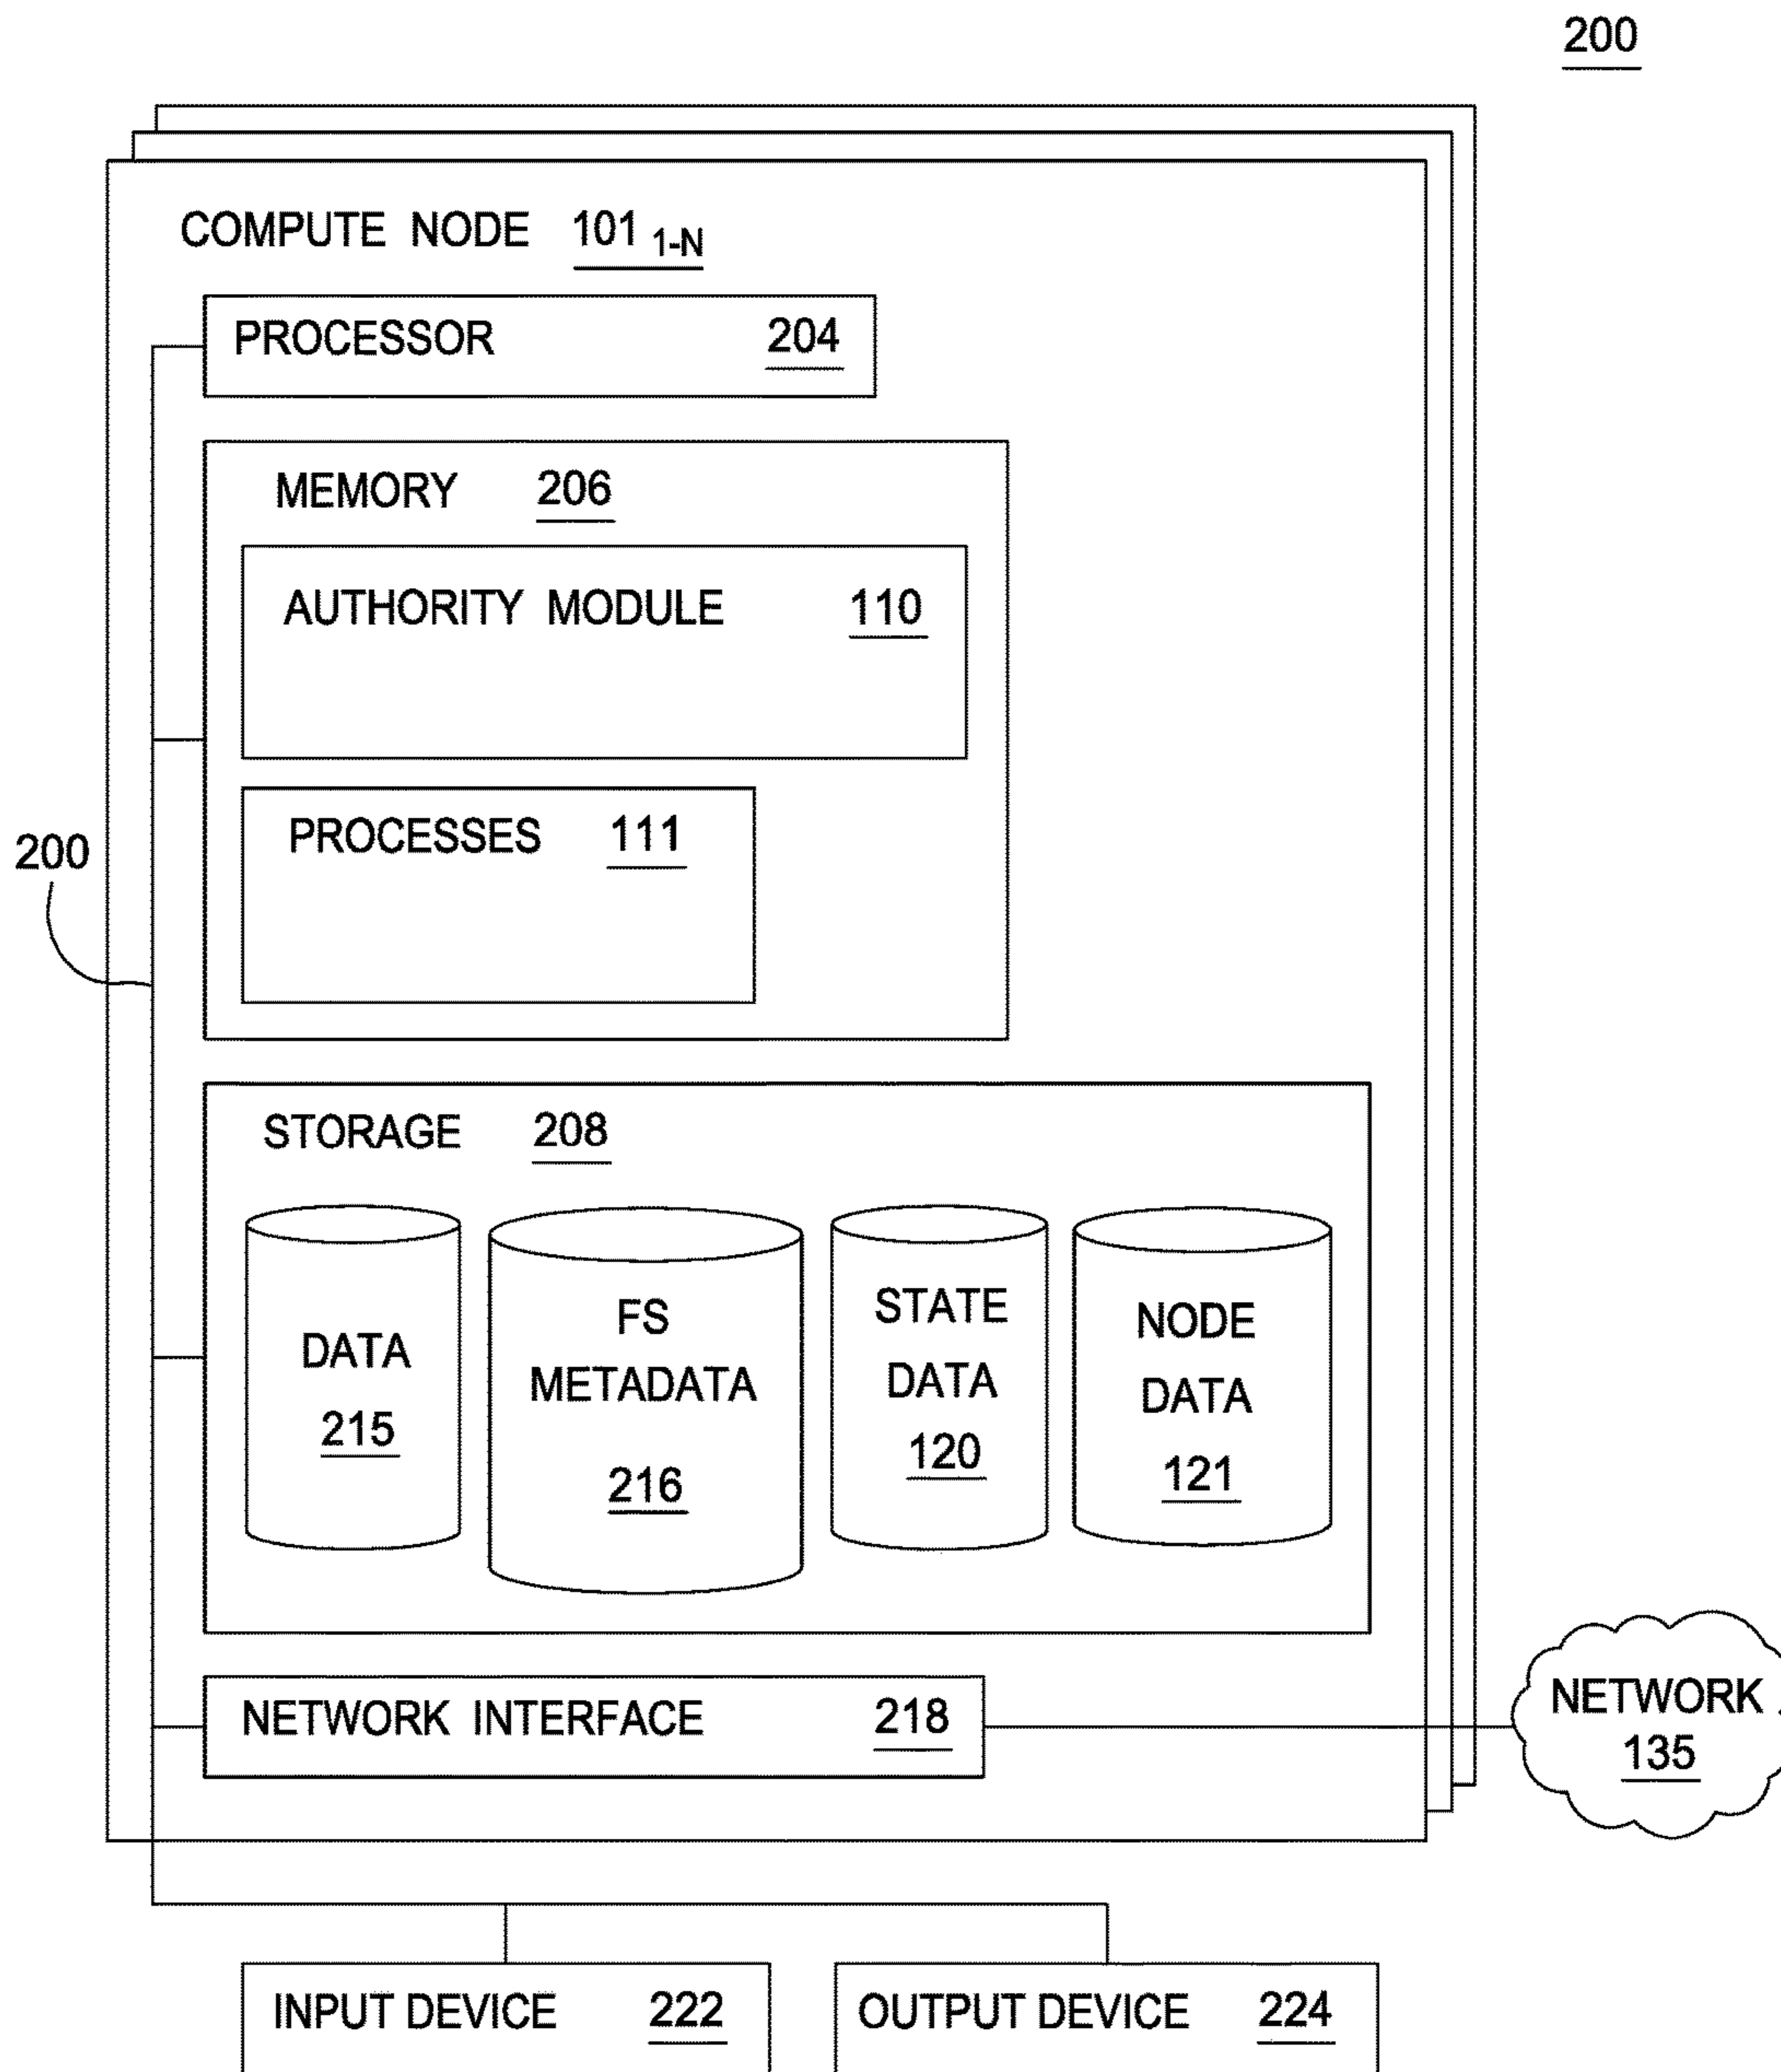 200
COMPUTE NODE 101 1-N
PROCESSOR 204
MEMORY 206
AUTHORITY MODULE 110
PROCESSES 111
200
STORAGE 208
DATA
215
FS
METADATA
216
STATE
DATA
120
NODE
DATA
121
NETWORK INTERFACE 218
NETWORK
135
INPUT DEVICE 222
OUTPUT DEVICE 224